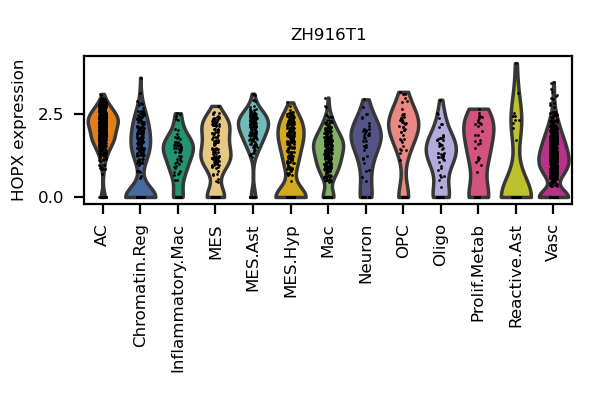 ZH916T1
HOPX expression
2.5
0.0
AC
Chromatin.Reg
Inflammatory.Mac
MES
MES.Ast
MES.Hyp
Mac
Neuron
OPC
Oligo
Prolif.Metab
Reactive.Ast
Vasc